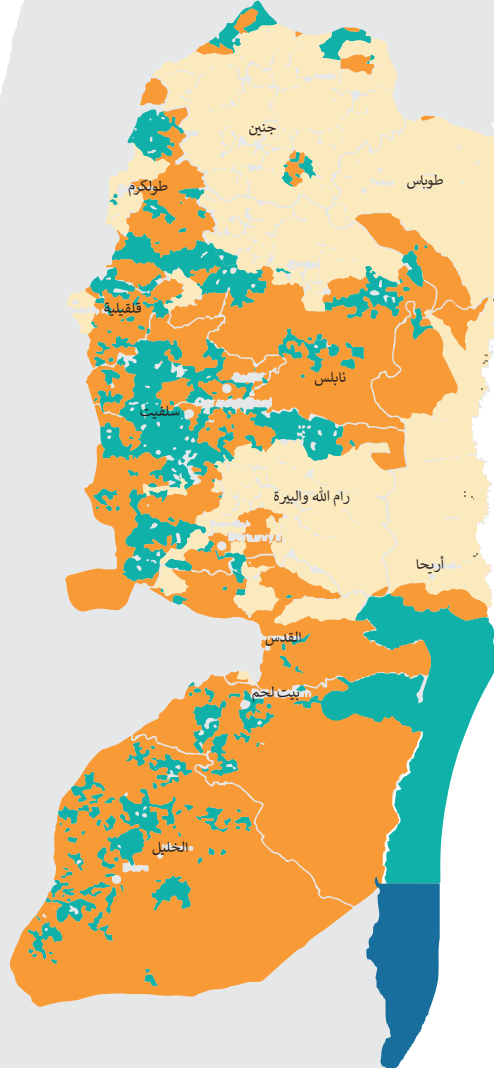 جنين
طوباس
طولكرم
قلقيلية
نابلس
سلفيت
رام الله والبيرة
أريحا
القدس
بيت لحم
الخليل